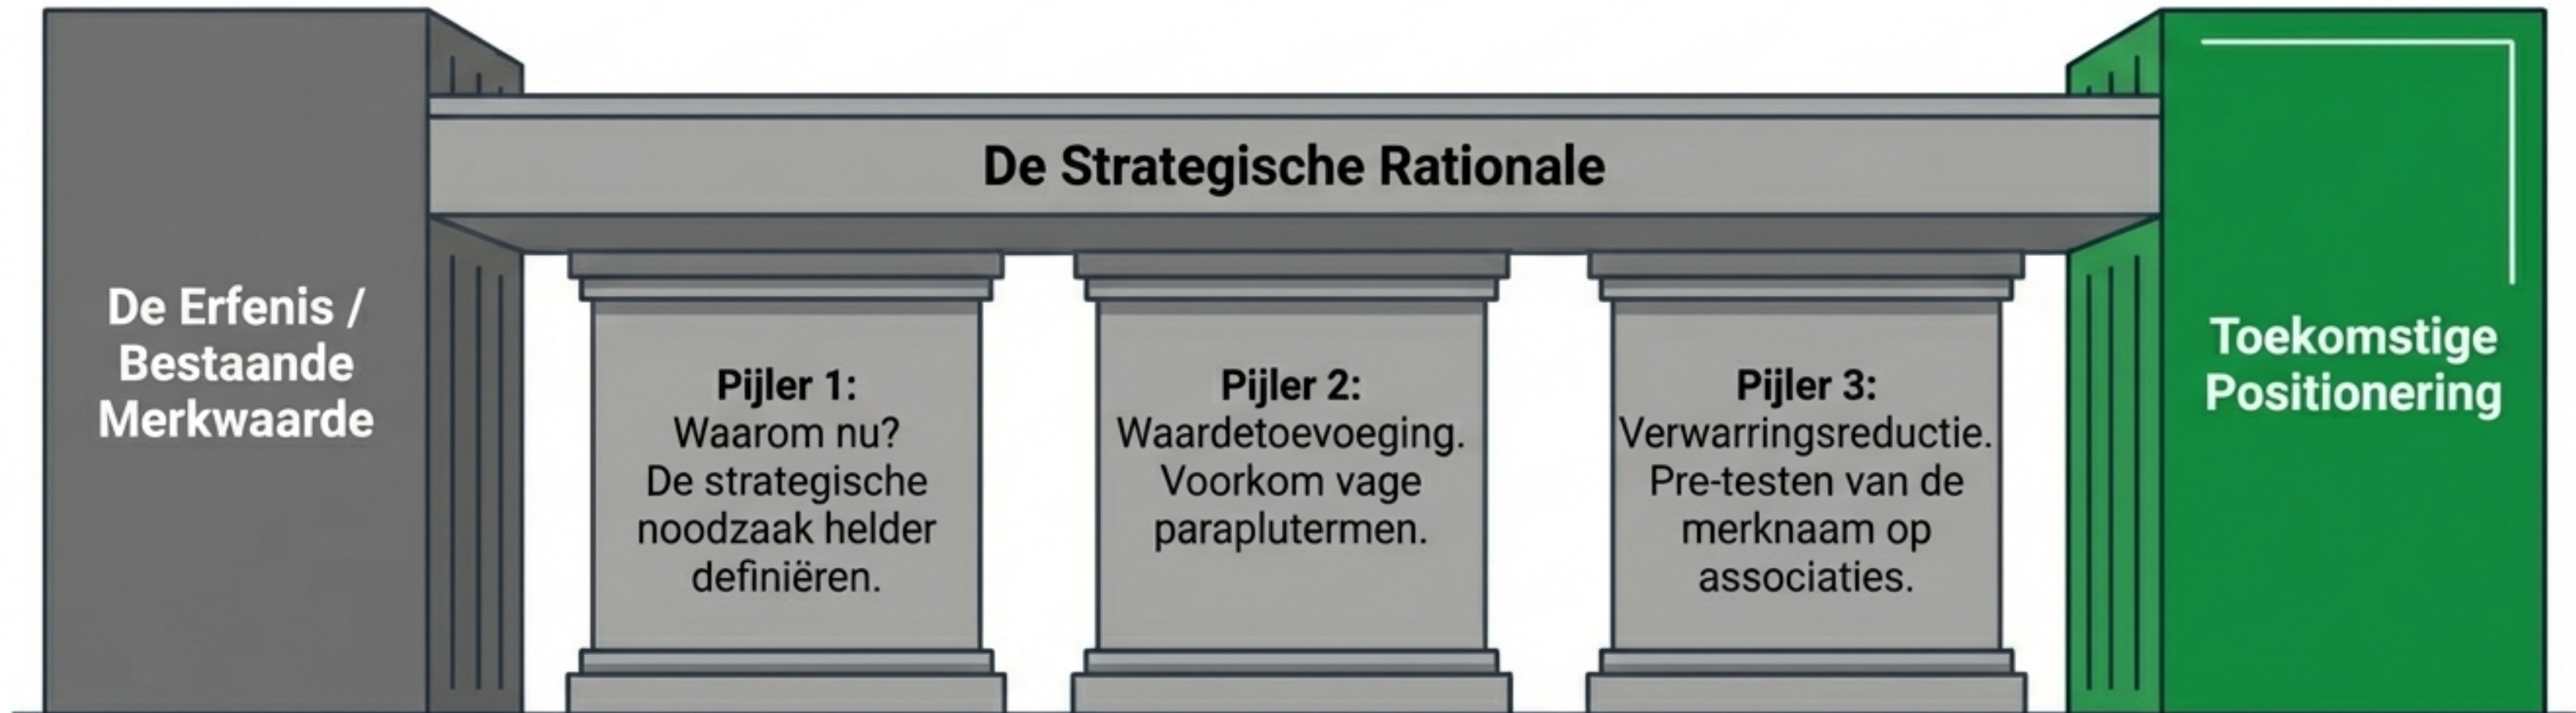 De Strategische Rationale
De Erfenis /
Bestaande
Merkwaarde
Pijler 1:
Waarom nu?
De strategische
noodzaak helder
definiëren.
Pijler 2:
Waardetoevoeging.
Voorkom vage
paraplutermen.
Pijler 3:
Verwarringsreductie.
Pre-testen van de
merknaam op
associaties.
Toekomstige
Positionering